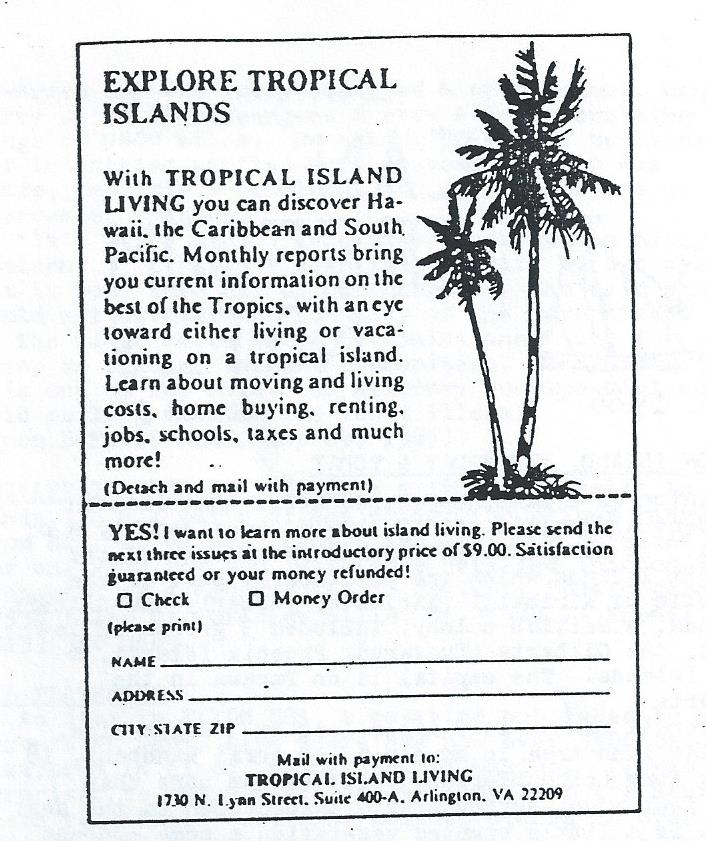 EXPLORE TROPICAL
ISLANDS
With TROPICAL ISLAND
LIVING you can discover Ha-
waii, the Caribbean and South
Pacific. Monthly reports bring
you current information on the
best of the Tropics, with an eye
toward either living or vaca-
tioning on a tropical island.
Learn about moving and living
costs, home buying, renting,
jobs, schools, taxes and much
more!
(Detach and mail with payment)
YES! I want to learn more about island living. Please send the
next three issues at the introductory price of $9.00. Satisfaction
guaranteed or your money refunded!
Check Money Order
(please print)
NAME
ADDRESS
CITY STATE ZIP
Mail with payment to:
TROPICAL ISLAND LIVING
1730 N. Lynn Street, Suite 400-A, Arlington, VA 22209